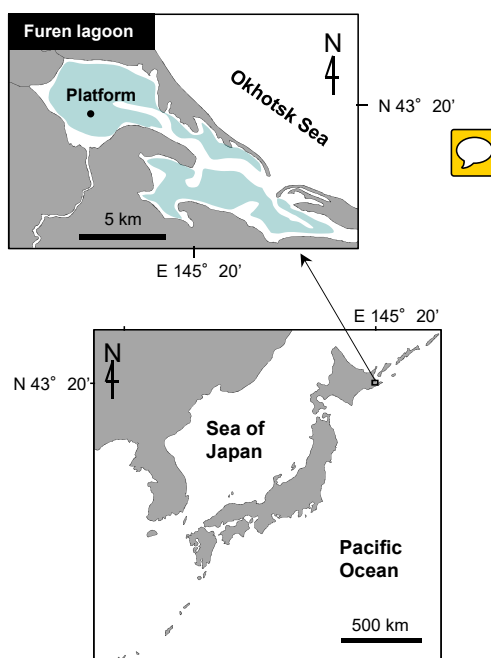 Furen lagoon
N
Okhotsk Sea
Platform
N 43° 20’
5 km
E 145° 20’
E 145° 20’
N
N 43° 20’
Sea of
Japan
Pacific
Ocean
500 km